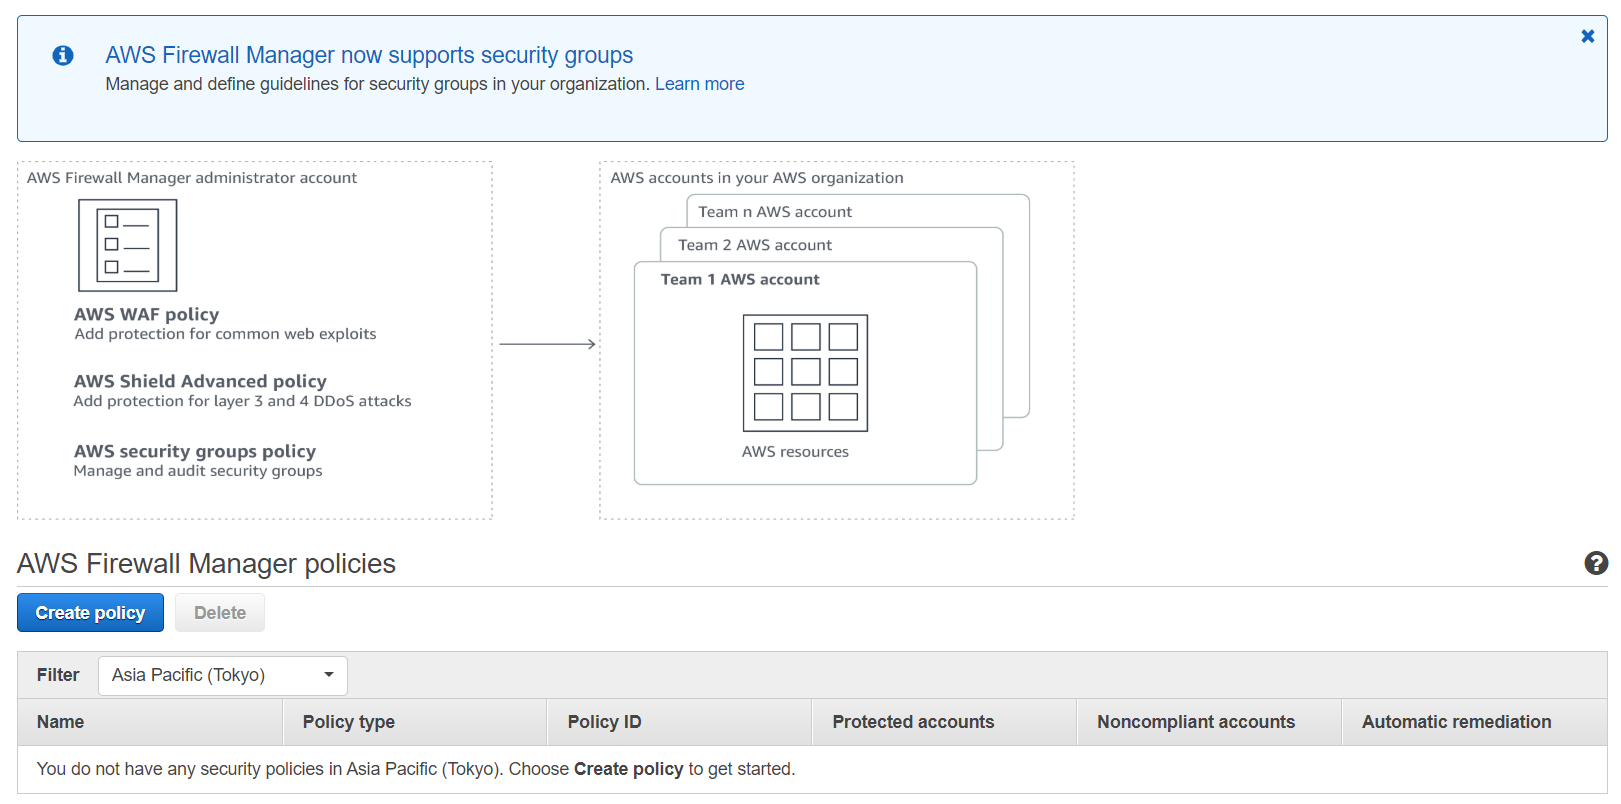 AWS Firewall Manager now supports security groups
Manage and define guidelines for security groups in your organization. Learn more
AWS Firewall Manager administrator account
AWS WAF policy
Add protection for common web exploits
AWS Shield Advanced policy
Add protection for layer 3 and 4 DDoS attacks
AWS security groups policy
Manage and audit security groups
AWS accounts in your AWS organization
Team n AWS account
Team 2 AWS account
Team 1 AWS account
AWS resources
AWS Firewall Manager policies
Create policy Delete
Filter Asia Pacific (Tokyo)
Name Policy type Policy ID Protected accounts Noncompliant accounts Automatic remediation
You do not have any security policies in Asia Pacific (Tokyo). Choose Create policy to get started.